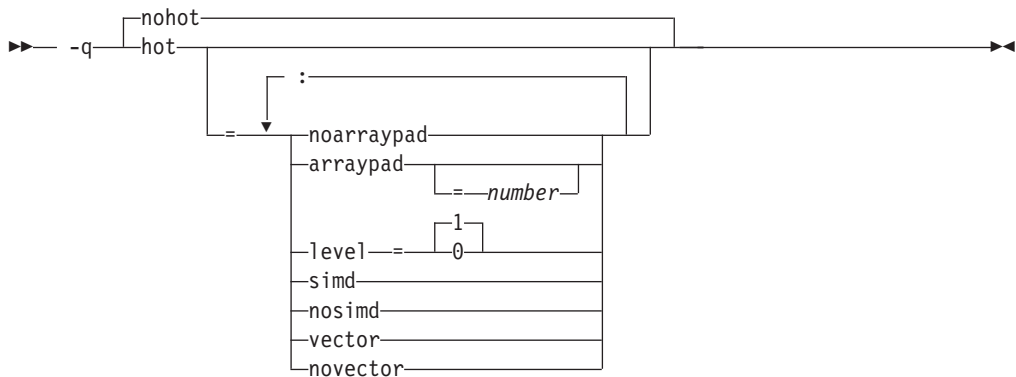 nohot
-q hot
:
= noarraypad
arraypad
= number
1
level = 0
simd
nosimd
vector
novector